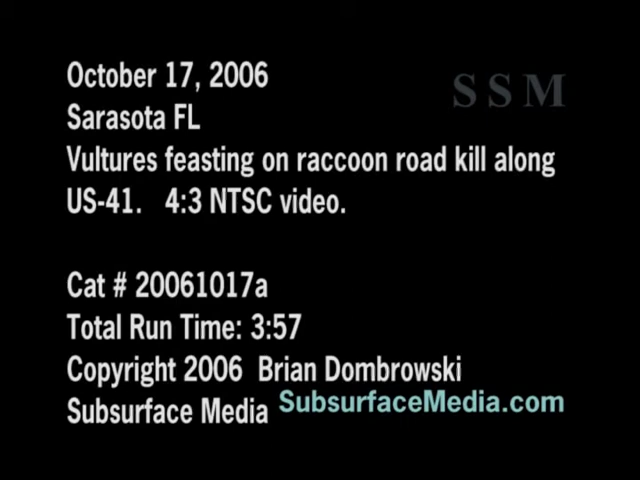 October 17, 2006
SSM
Sarasota FL
Vultures feasting on raccoon road kill along
US-41.   4:3 NTSC video.
Cat # 20061017a
Total Run Time: 3:57
Copyright 2006  Brian Dombrowski
Subsurface Media SubsurfaceMedia.com